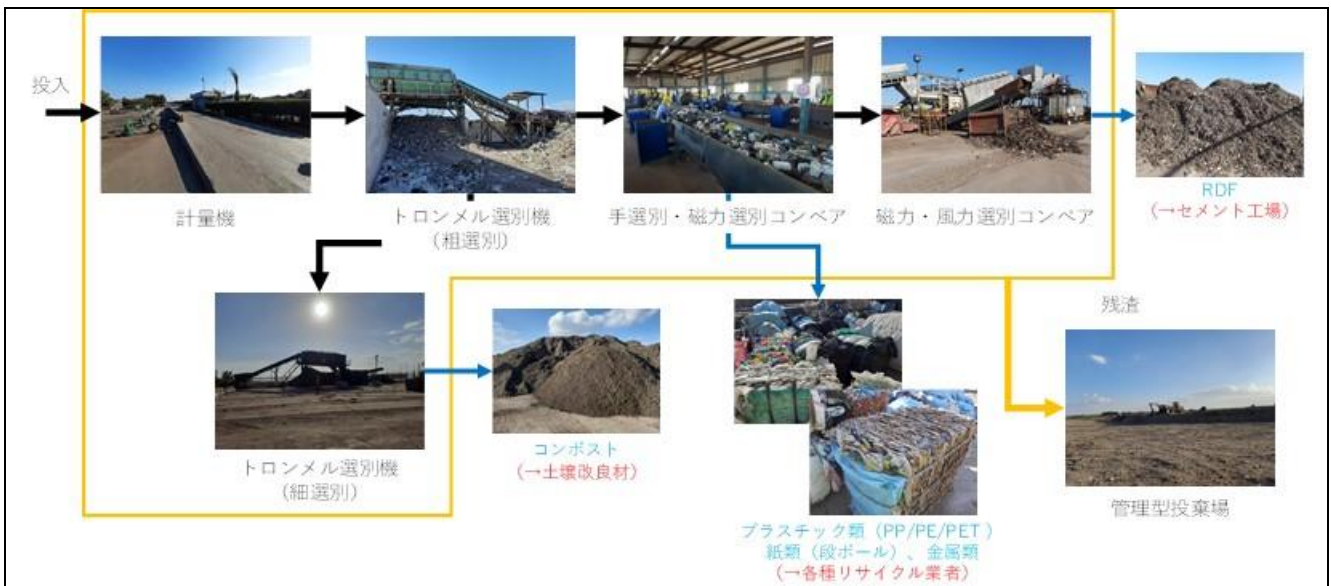 投入
計量機
トロンメル選別機
（粗選別）
手選別・磁力選別コンベア
磁力・風力選別コンベア
RDF
（→セメント工場）
トロンメル選別機
（細選別）
コンポスト
（→土壌改良材）
プラスチック類（PP/PE/PET）
紙類（段ボール）、金属類
（→各種リサイクル業者）
残渣
管理型投棄場